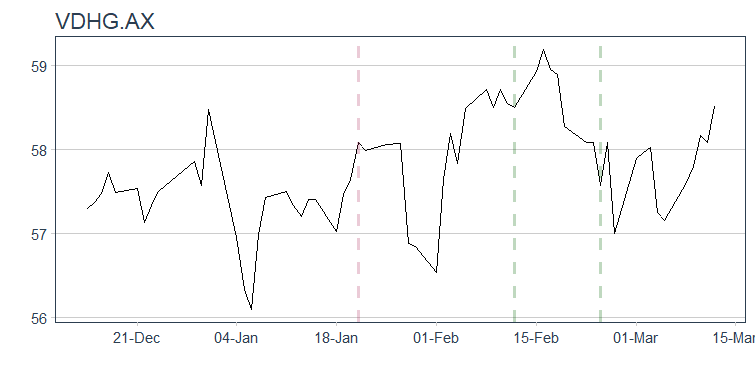 VDHG.AX
59
58
57
56
21-Dec
04-Jan
18-Jan
01-Feb
15-Feb
01-Mar
15-Mar